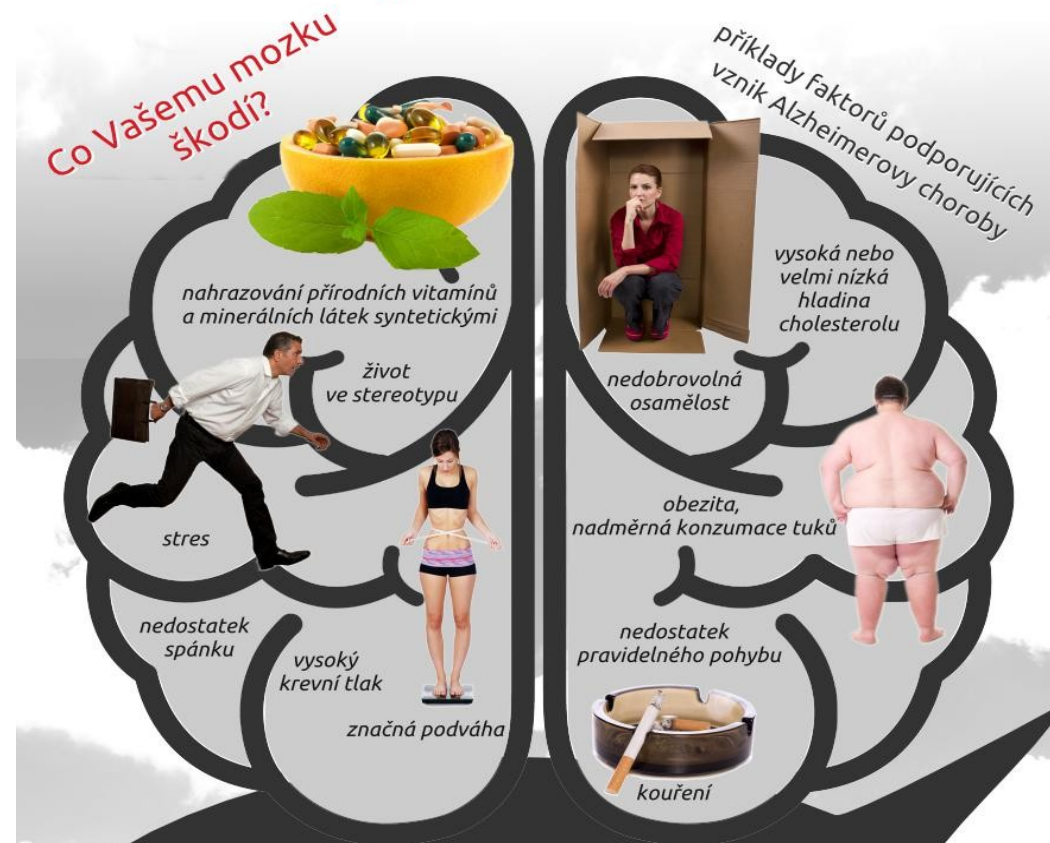 Co Vašemu mozku
škodí?
příklady faktorů podporujících
vznik Alzheimerovy choroby
nahrazování přírodních vitamínů
a minerálních látek syntetickými
život
ve stereotypu
stres
nedostatek
spánku
vysoký
krevní tlak
značná podváha
vysoká nebo
velmi nízká
hladina
cholesterolu
nedobrovolná
osamělost
obezita,
nadměrná konzumace tuků
nedostatek
pravidelného pohybu
kouření